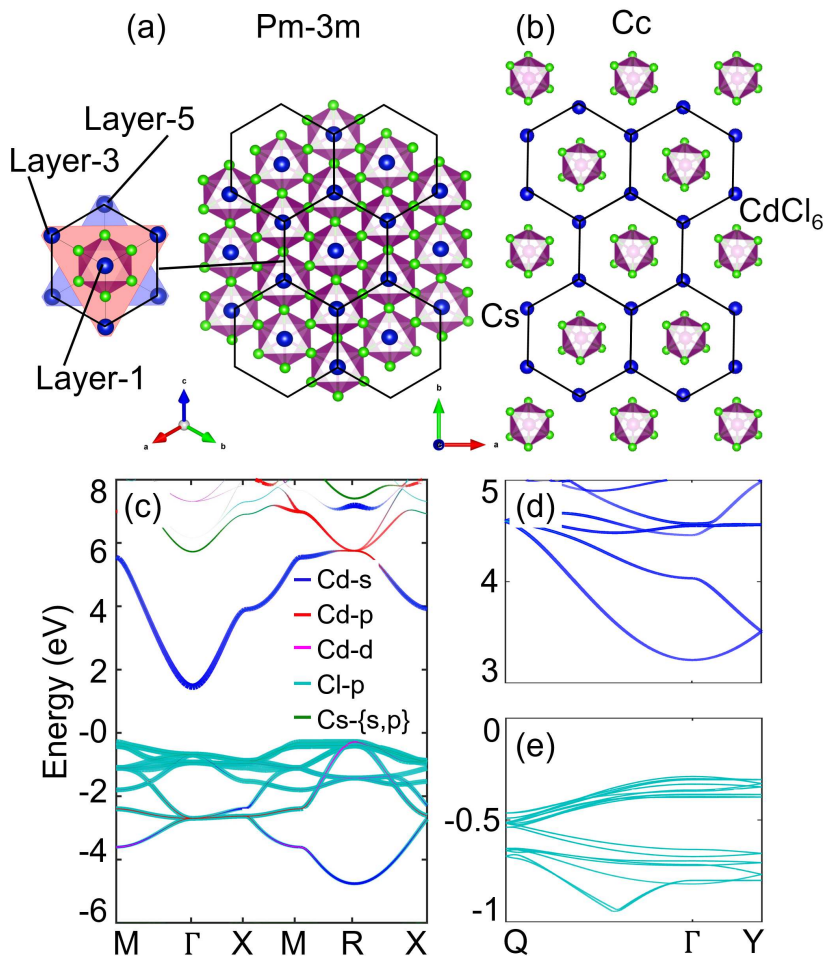 (a) Pm-3m (b) Cc
Layer-5
Layer-3
CdCl6
Cs
Layer-1
c
a b
b
a
8
(c)
6
4
2
-0
-2
-4
-6
Energy (eV)
Cd-s
Cd-p
Cd-d
Cl-p
Cs-{s,p}
M Γ X M R X
5
(d)
4
3
0
(e)
-0.5
-1
Q Γ Y